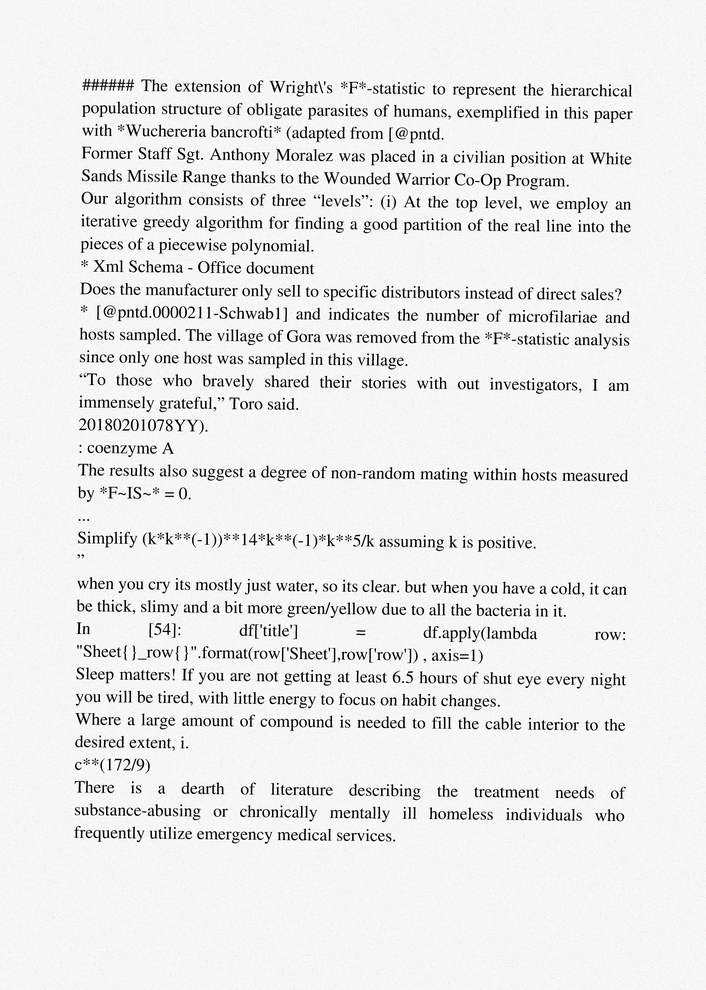 ###### The extension of Wright\'s *F*-statistic to represent the hierarchical
population structure of obligate parasites of humans, exemplified in this paper
with *Wuchereria bancrofti* (adapted from [@pntd.
Former Staff Sgt. Anthony Moralez was placed in a civilian position at White
Sands Missile Range thanks to the Wounded Warrior Co-Op Program.
Our algorithm consists of three “levels”: (i) At the top level, we employ an
iterative greedy algorithm for finding a good partition of the real line into the
pieces of a piecewise polynomial.
* Xml Schema - Office document
Does the manufacturer only sell to specific distributors instead of direct sales?
* [@pntd.0000211-Schwab1] and indicates the number of microfilariae and
hosts sampled. The village of Gora was removed from the *F*-statistic analysis
since only one host was sampled in this village.
“To those who bravely shared their stories with out investigators, I am
immensely grateful,” Toro said.
20180201078YY).
: coenzyme A
The results also suggest a degree of non-random mating within hosts measured
by *F~IS~* = 0.
...
Simplify (k*k**(-1))**14*k**(-1)*k**5/k assuming k is positive.
”
when you cry its mostly just water, so its clear. but when you have a cold, it can
be thick, slimy and a bit more green/yellow due to all the bacteria in it.
In [54]: df['title'] = df.apply(lambda row:
"Sheet{}_row{}".format(row['Sheet'],row['row']) , axis=1)
Sleep matters! If you are not getting at least 6.5 hours of shut eye every night
you will be tired, with little energy to focus on habit changes.
Where a large amount of compound is needed to fill the cable interior to the
desired extent, i.
c**(172/9)
There is a dearth of literature describing the treatment needs of
substance-abusing or chronically mentally ill homeless individuals who
frequently utilize emergency medical services.